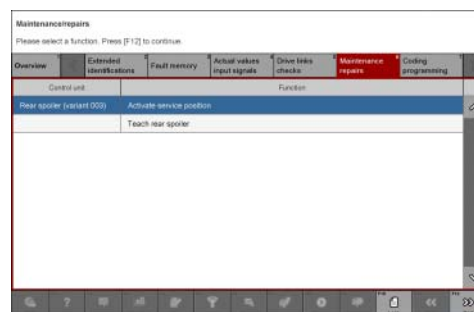 Maintenance/repairs
Please select a function. Press [F12] to continue.
Overview
Extended identifications
Fault memory
Actual values input signals
Drive links checks
Maintenance repairs
Coding programming
Control unit
Function
Rear spoiler (variant 003)
Activate service position
Teach rear spoiler
?